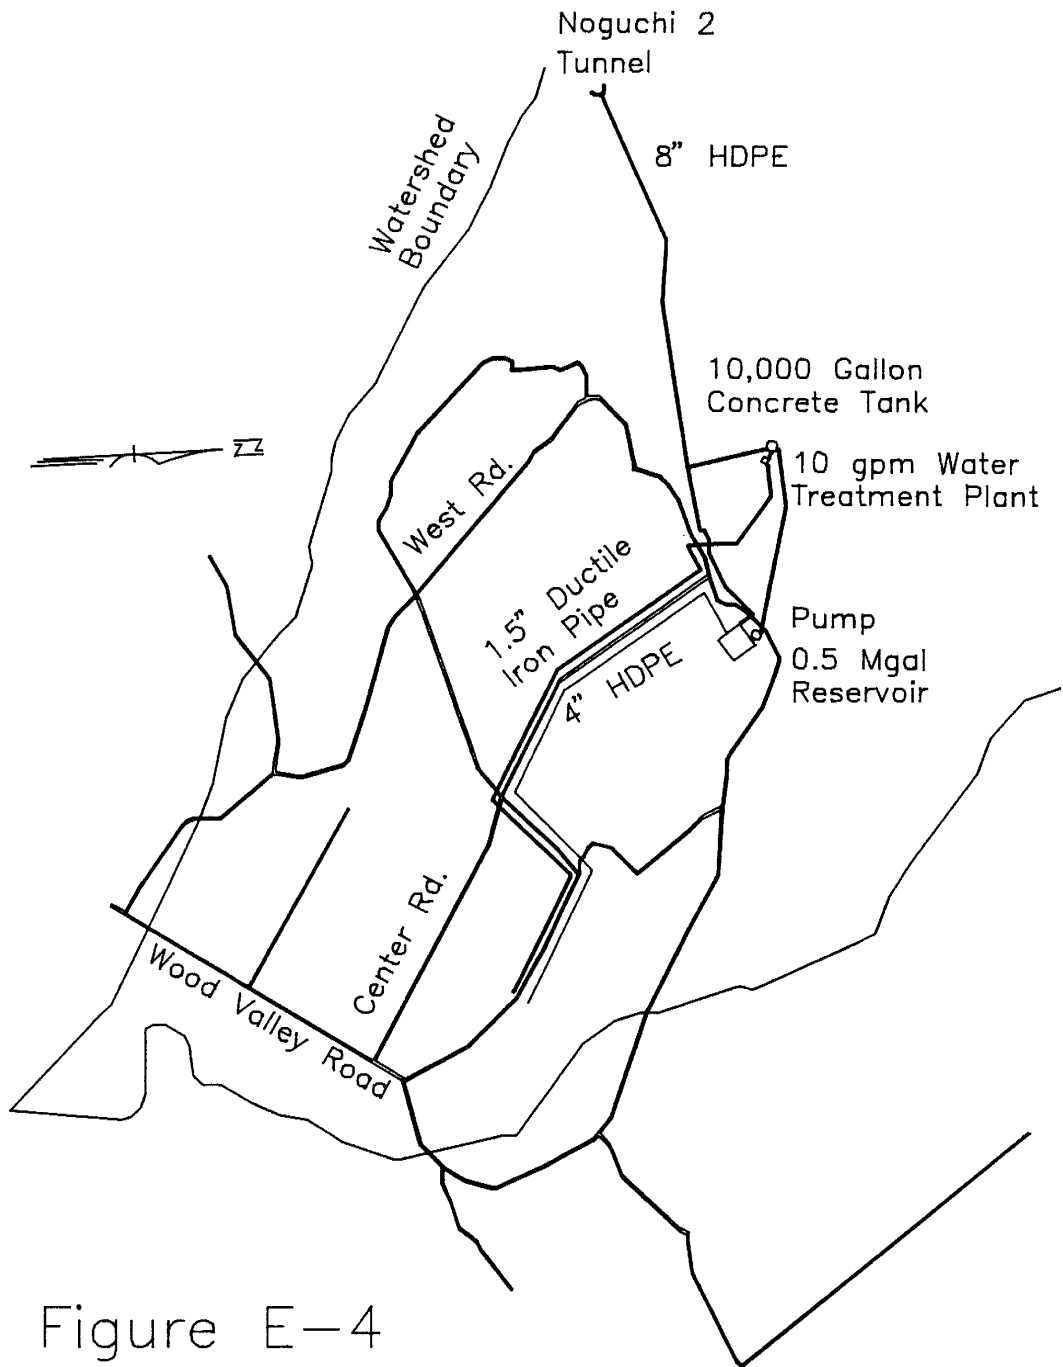 Noguchi 2
Tunnel
Watershed
Boundary
8” HDPE
10,000 Gallon
Concrete Tank
N
10 gpm Water
Treatment Plant
West Rd.
1.5” Ductile
Iron Pipe
4” HDPE
Pump
0.5 Mgal
Reservoir
Center Rd.
Wood Valley Road
Figure E-4